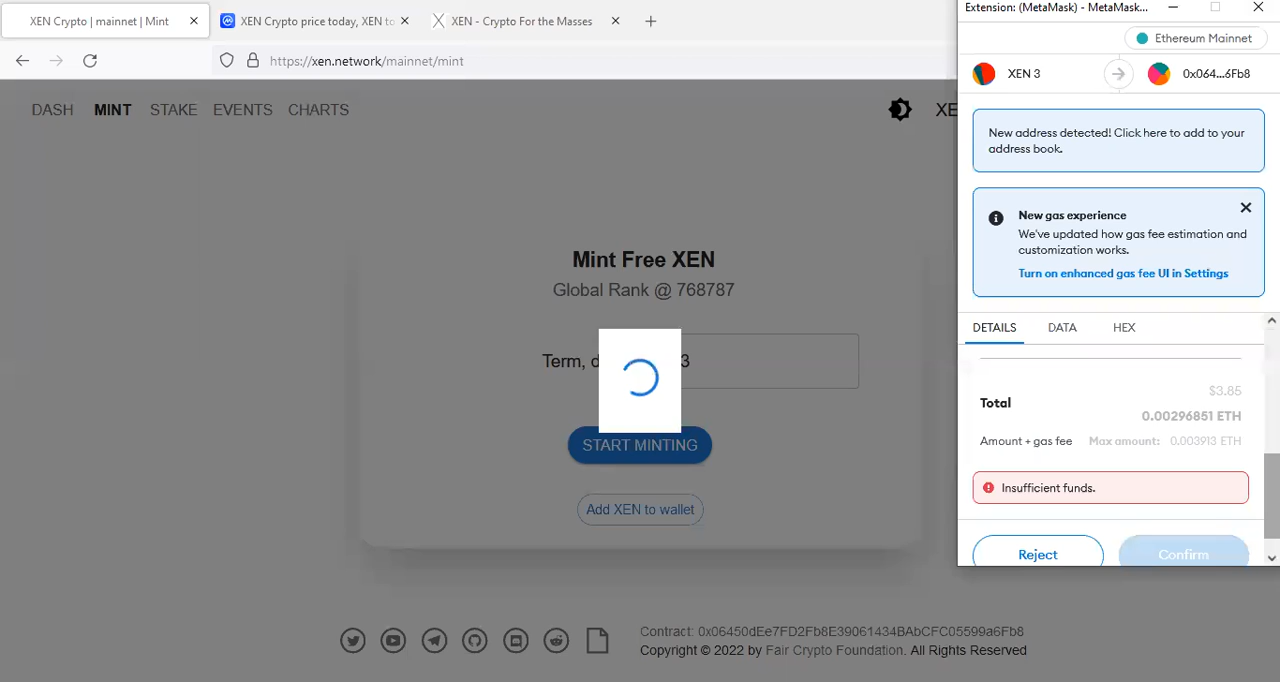 XEN Crypto | mainnet | Mint
XEN Crypto price today, XEN to
XEN - Crypto For the Masses
https://xen.network/mainnet/mint
DASH MINT STAKE EVENTS CHARTS
XE
Mint Free XEN
Global Rank @ 768787
Term, d 3
START MINTING
Add XEN to wallet
Contract: 0x06450dEe7FD2Fb8E39061434BAbCFC05599a6Fb8
Copyright © 2022 by Fair Crypto Foundation. All Rights Reserved
Extension: (MetaMask) - MetaMask...
Ethereum Mainnet
XEN 3
0x064...6Fb8
New address detected! Click here to add to your
address book.
New gas experience
We've updated how gas fee estimation and
customization works.
Turn on enhanced gas fee UI in Settings
DETAILS DATA HEX
$3.85
Total
0.00296851 ETH
Amount + gas fee Max amount: 0.003913 ETH
Insufficient funds.
Reject Confirm